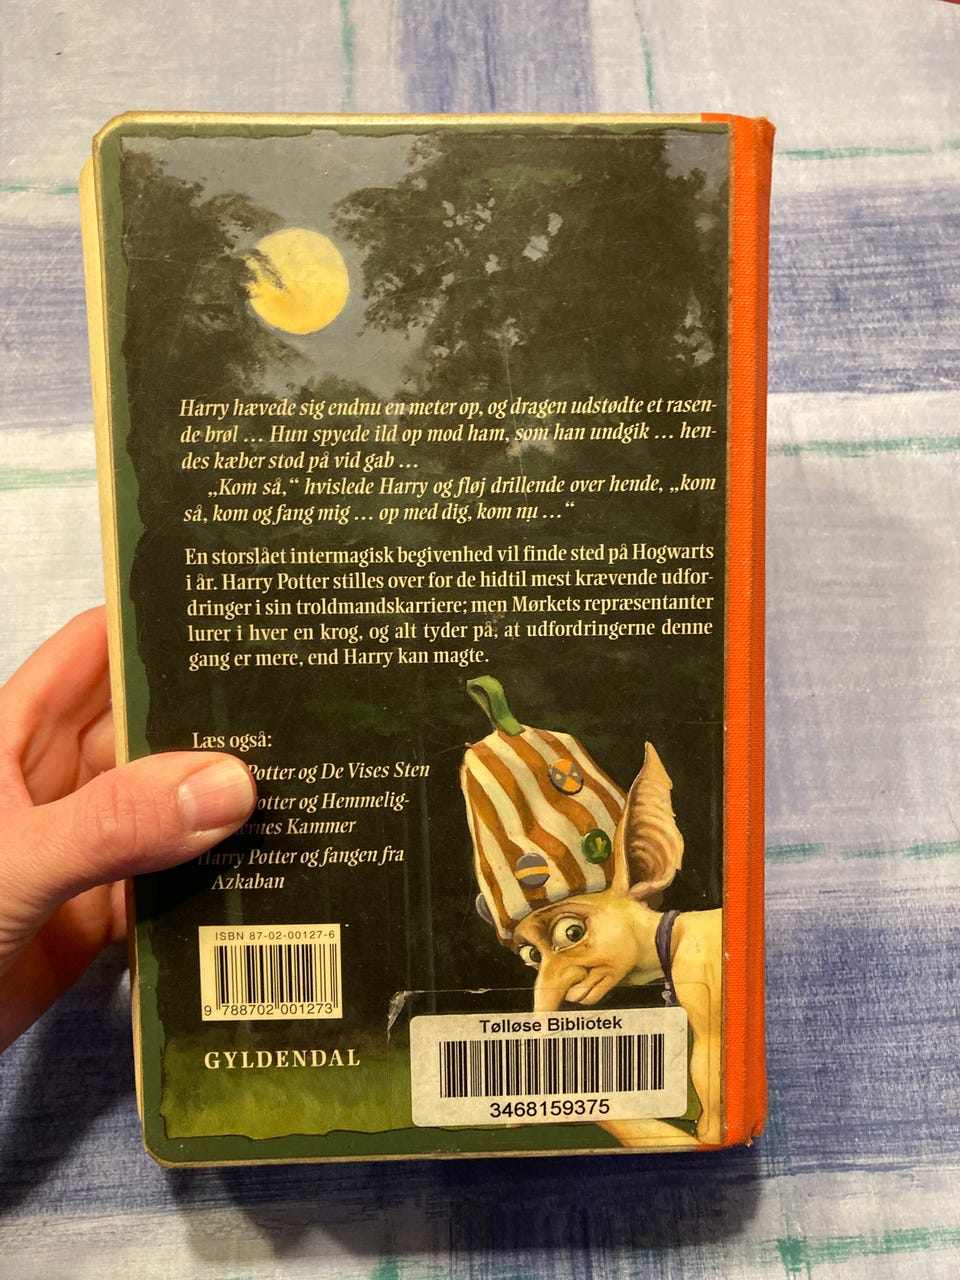 Harry hævede sig endnu en meter op, og dragen udstødte et rasen-
de brøl ... Hun spyede ild op mod ham, som han undgik ... hen-
des kæber stod på vid gab ...
„Kom så,“ hvislede Harry og fløj drillende over hende, „kom
så, kom og fang mig ... op med dig, kom nu ...“
En storslået intermagisk begivenhed vil finde sted på Hogwarts
i år. Harry Potter stilles over for de hidtil mest krævende udfor-
dringer i sin troldmandskarriere; men Mørkets repræsentanter
lurer i hver en krog, og alt tyder på, at udfordringerne denne
gang er mere, end Harry kan magte.
Læs også:
Potter og De Vises Sten
Potter og Hemmelig-
ernes Kammer
Harry Potter og fangen fra
Azkaban
ISBN 87-02-00127-6
9 788702 001273
GYLDENDAL
Tølløse Bibliotek
3468159375